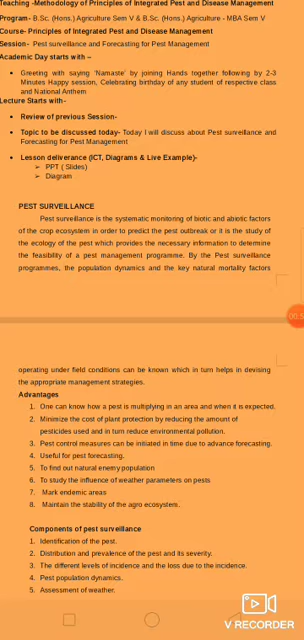 Teaching -Methodology of Principles of Integrated Pest and Disease Management
Program- B.Sc. (Hons.) Agriculture Sem V & B.Sc. (Hons.) Agriculture - MBA Sem V
Course- Principles of Integrated Pest and Disease Management
Session- Pest surveillance and Forecasting for Pest Management
Academic Day starts with –
• Greeting with saying ‘Namaste’ by joining Hands together following by 2-3
Minutes Happy session, Celebrating birthday of any student of respective class
and National Anthem
Lecture Starts with-
• Review of previous Session-
• Topic to be discussed today- Today I will discuss about Pest surveillance and
Forecasting for Pest Management
• Lesson deliverance (ICT, Diagrams & Live Example)-
➢ PPT ( Slides)
➢ Diagram
PEST SURVEILLANCE
Pest surveillance is the systematic monitoring of biotic and abiotic factors
of the crop ecosystem in order to predict the pest outbreak or it is the study of
the ecology of the pest which provides the necessary information to determine
the feasibility of a pest management programme. By the Pest surveillance
programmes, the population dynamics and the key natural mortality factors
operating under field conditions can be known which in turn helps in devising
the appropriate management strategies.
Advantages
1. One can know how a pest is multiplying in an area and when it is expected.
2. Minimize the cost of plant protection by reducing the amount of
pesticides used and in turn reduce environmental pollution.
3. Pest control measures can be initiated in time due to advance forecasting.
4. Useful for pest forecasting.
5. To find out natural enemy population
6. To study the influence of weather parameters on pests
7. Mark endemic areas
8. Maintain the stability of the agro ecosystem.
Components of pest surveillance
1. Identification of the pest.
2. Distribution and prevalence of the pest and its severity.
3. The different levels of incidence and the loss due to the incidence.
4. Pest population dynamics.
5. Assessment of weather.
V RECORDER